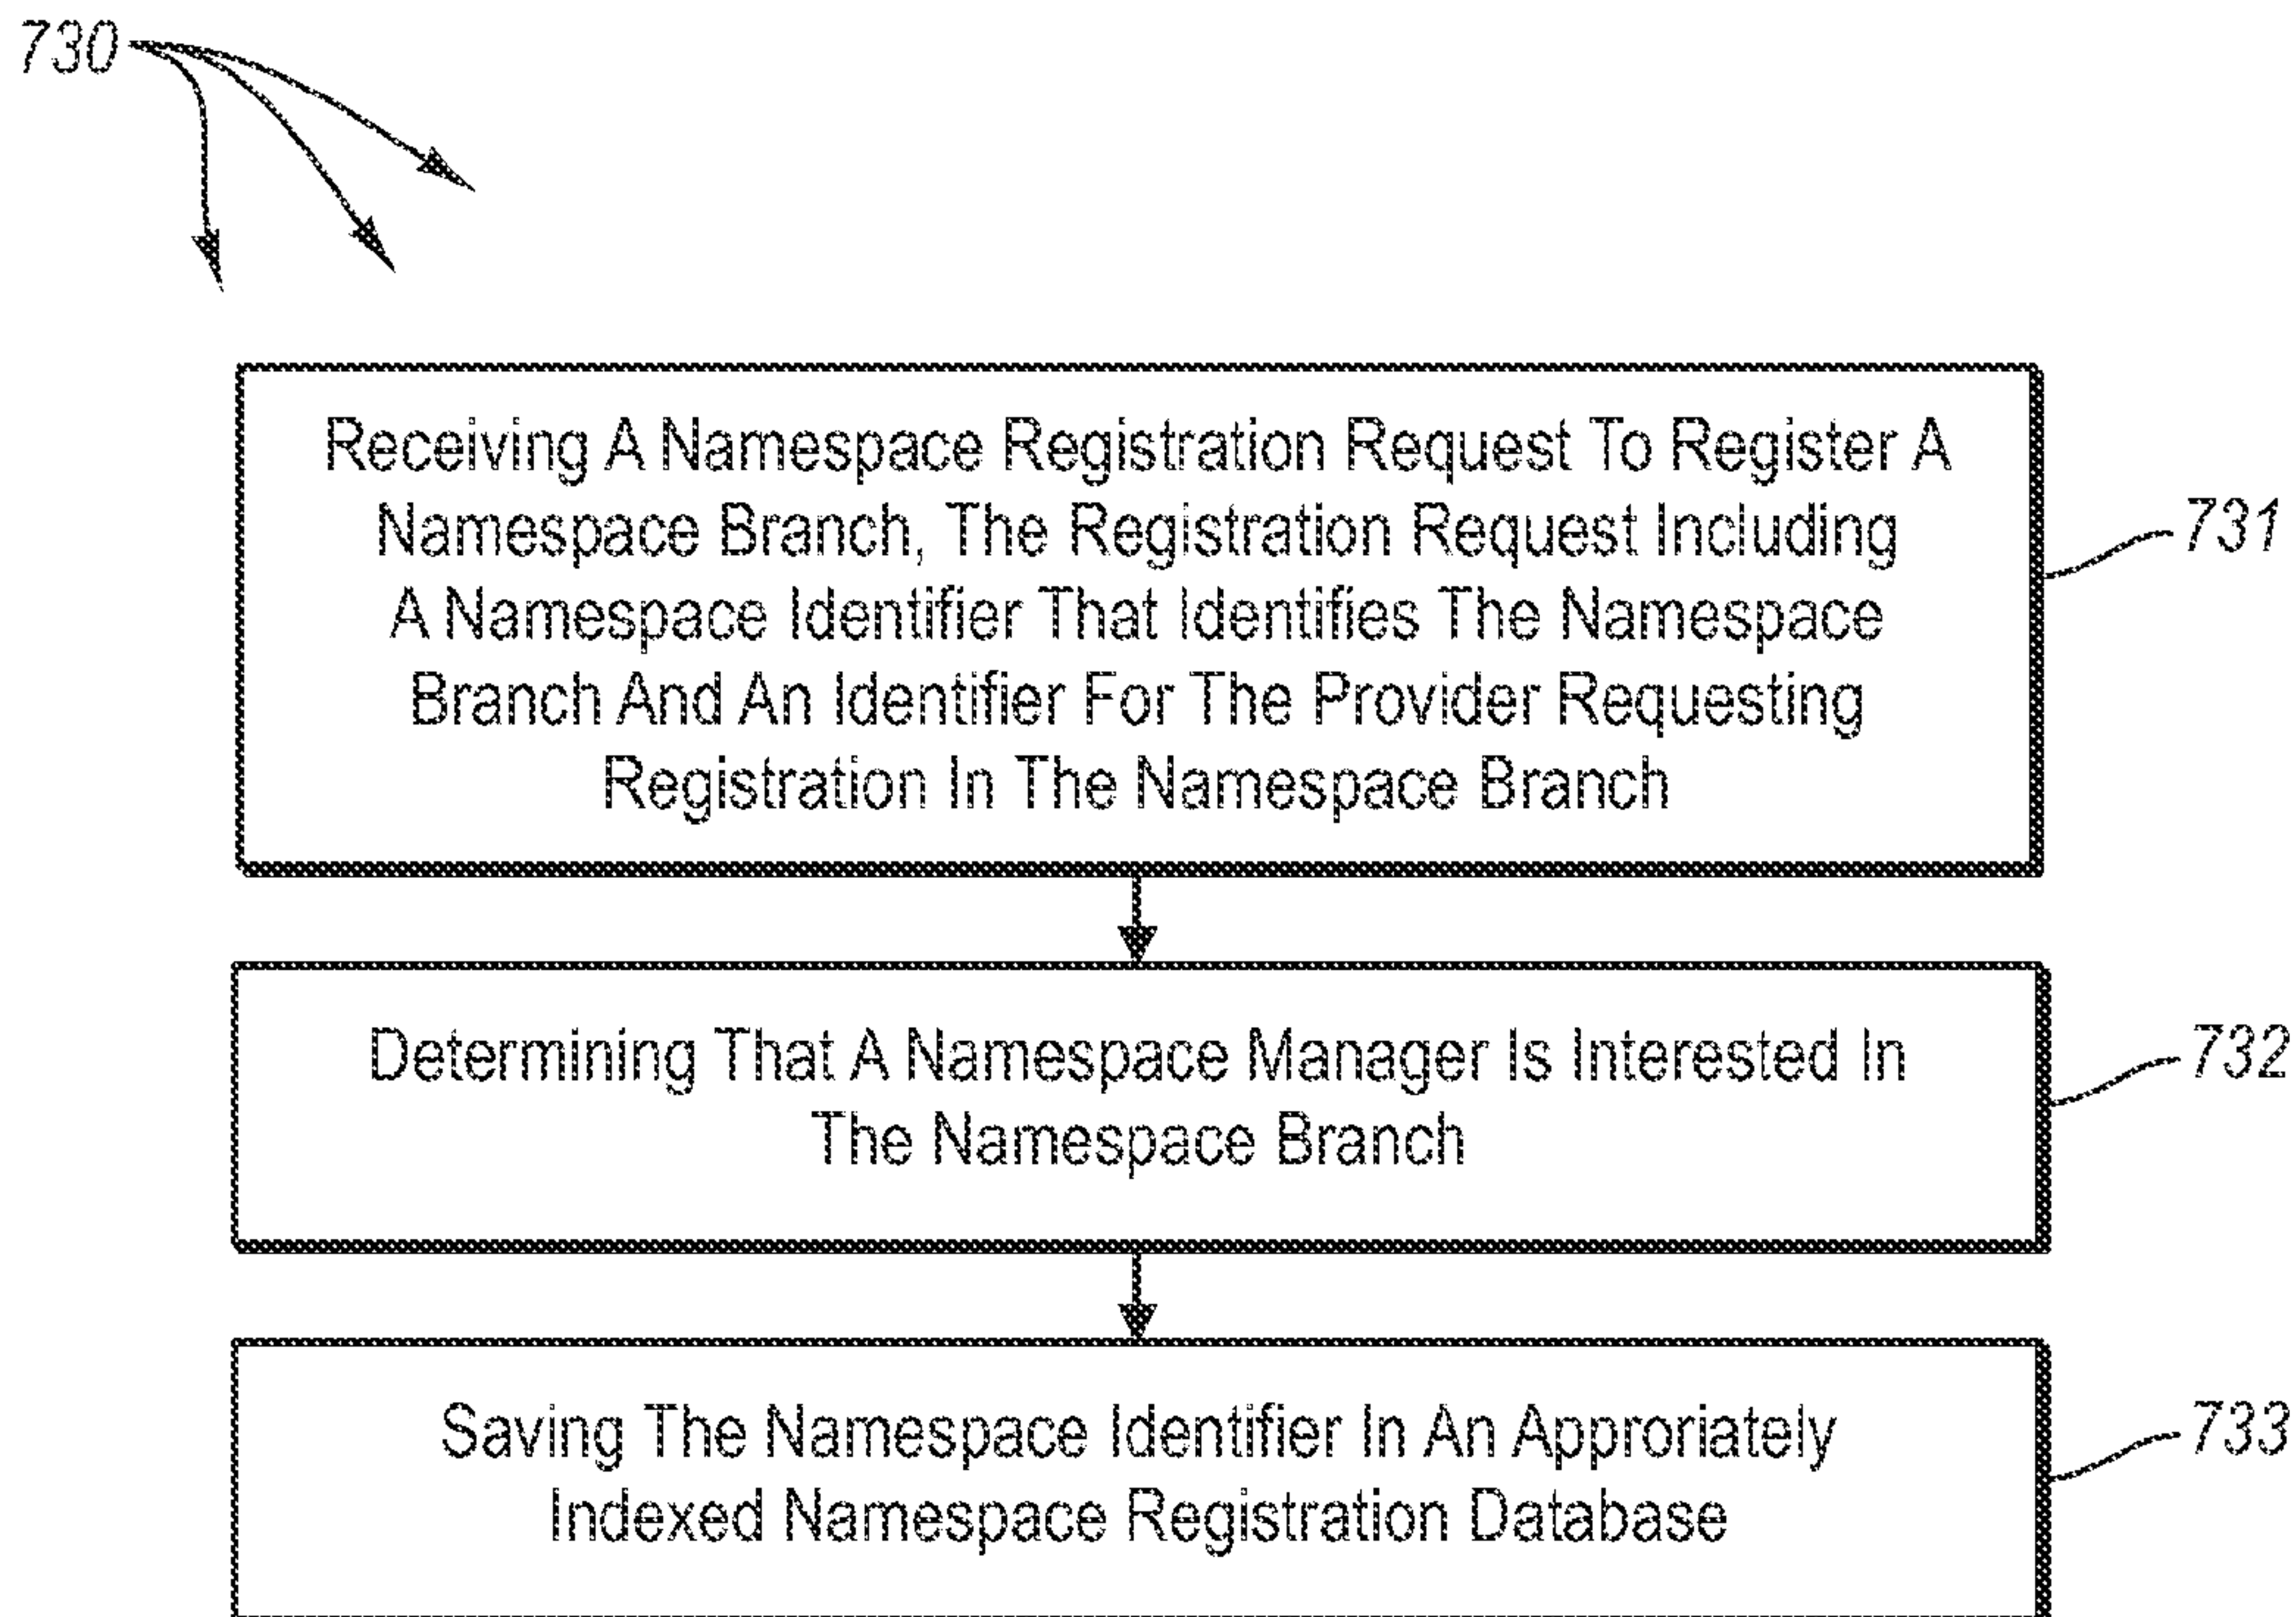 730
Receiving A Namespace Registration Request To Register A
Namespace Branch, The Registration Request Including
A Namespace Identifier That Identifies The Namespace
Branch And An Identifier For The Provider Requesting
Registration In The Namespace Branch
731
Determining That A Namespace Manager Is Interested In
The Namespace Branch
732
Saving The Namespace Identifier In An Approriately
Indexed Namespace Registration Database
733